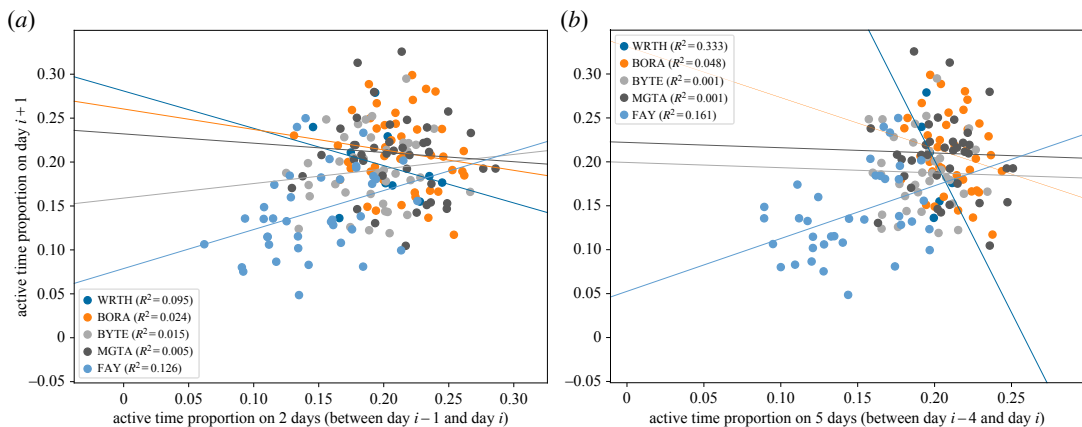 (a)
active time proportion on day i + 1
0.30
0.25
0.20
0.15
0.10
0.05
0
–0.05
WRTH (R² = 0.095)
BORA (R² = 0.024)
BYTE (R² = 0.015)
MGTA (R² = 0.005)
FAY (R² = 0.126)
0 0.05 0.10 0.15 0.20 0.25 0.30
active time proportion on 2 days (between day i – 1 and day i)
(b)
0.30
0.25
0.20
0.15
0.10
0.05
0
–0.05
WRTH (R² = 0.333)
BORA (R² = 0.048)
BYTE (R² = 0.001)
MGTA (R² = 0.001)
FAY (R² = 0.161)
0 0.05 0.10 0.15 0.20 0.25
active time proportion on 5 days (between day i – 4 and day i)